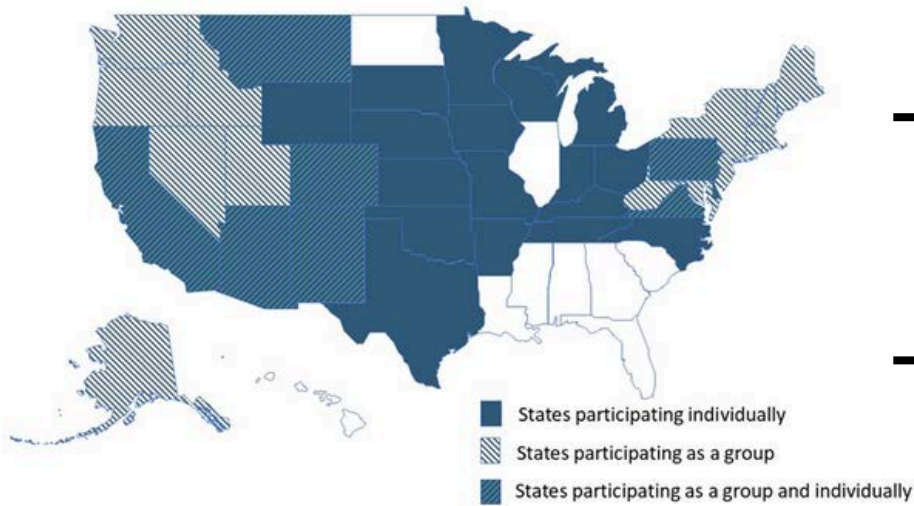 States participating individually
States participating as a group
States participating as a group and individually